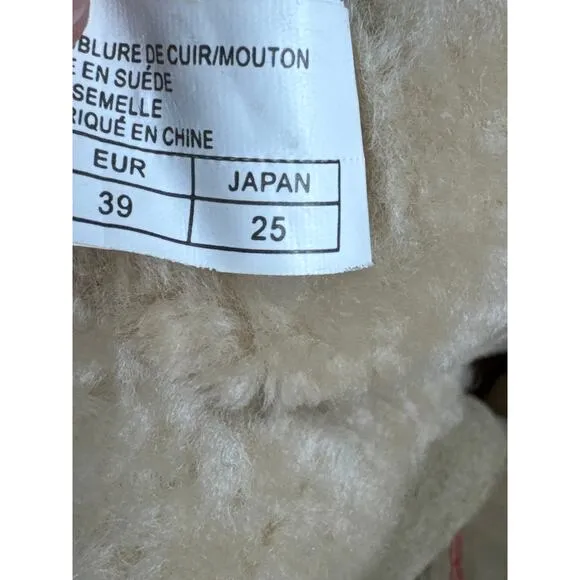 BLURE DE CUIR/MOUTON
E EN SUÉDE
SEMELLE
RIQUÉ EN CHINE
EUR JAPAN
39 25